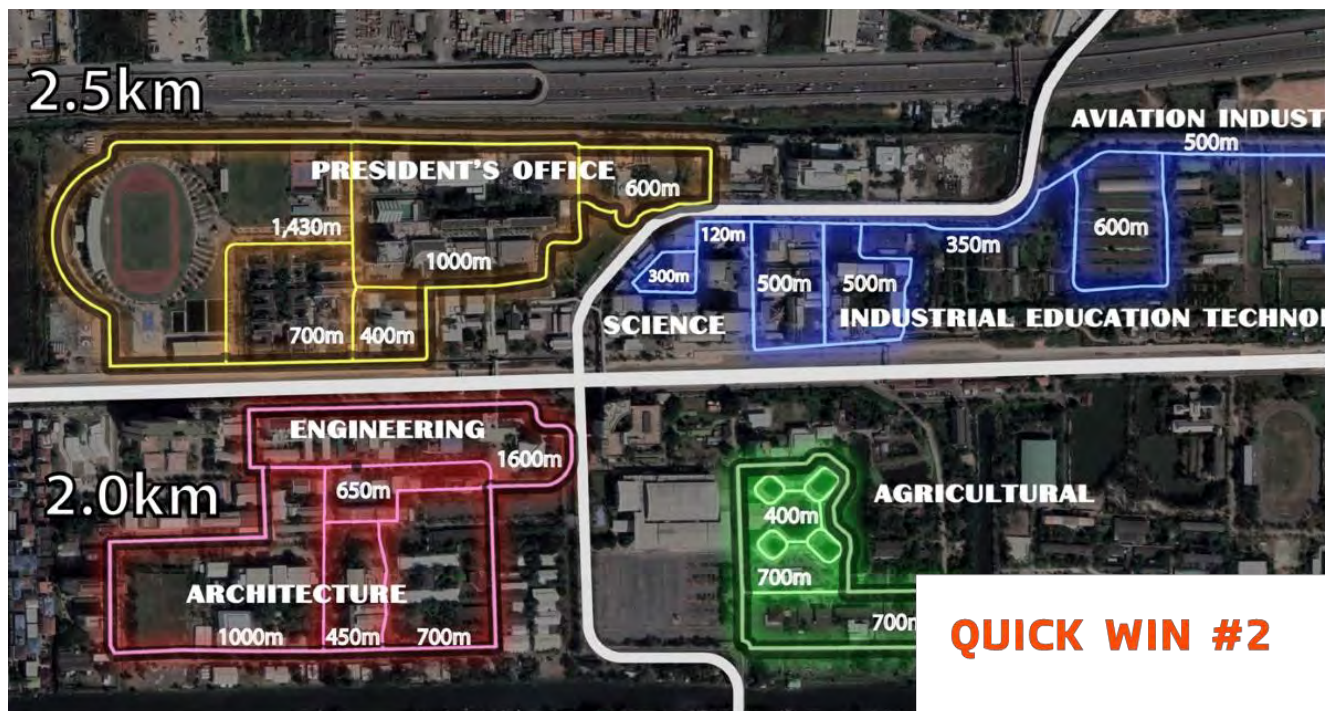 2.5km
AVIATION INDUST
500m
PRESIDENT'S OFFICE
600m
1,430m
120m
350m
600m
1000m
300m
500m
500m
700m
400m
SCIENCE
INDUSTRIAL EDUCATION TECHNO
ENGINEERING
1600m
650m
2.0km
AGRICULTURAL
400m
700m
ARCHITECTURE
1000m
450m
700m
700
QUICK WIN #2